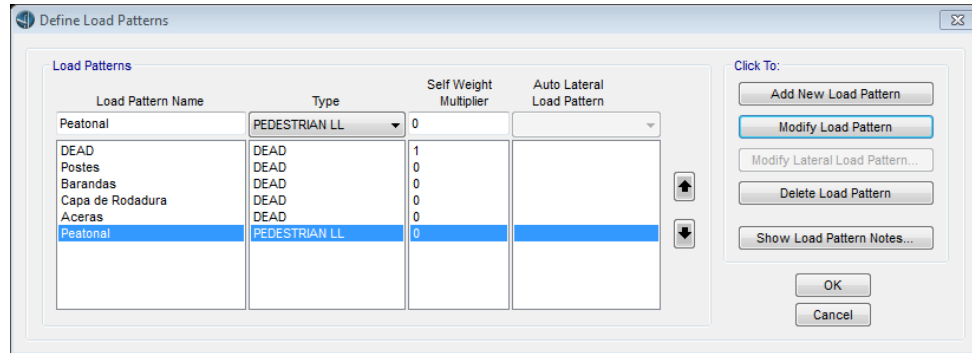 Define Load Patterns
Load Patterns
Click To:
Load Pattern Name Type Self Weight Multiplier Auto Lateral Load Pattern
Peatonal PEDESTRIAN LL 0
DEAD DEAD 1
Postes DEAD 0
Barandas DEAD 0
Capa de Rodadura DEAD 0
Aceras DEAD 0
Peatonal PEDESTRIAN LL 0
Add New Load Pattern
Modify Load Pattern
Modify Lateral Load Pattern...
Delete Load Pattern
Show Load Pattern Notes...
OK
Cancel